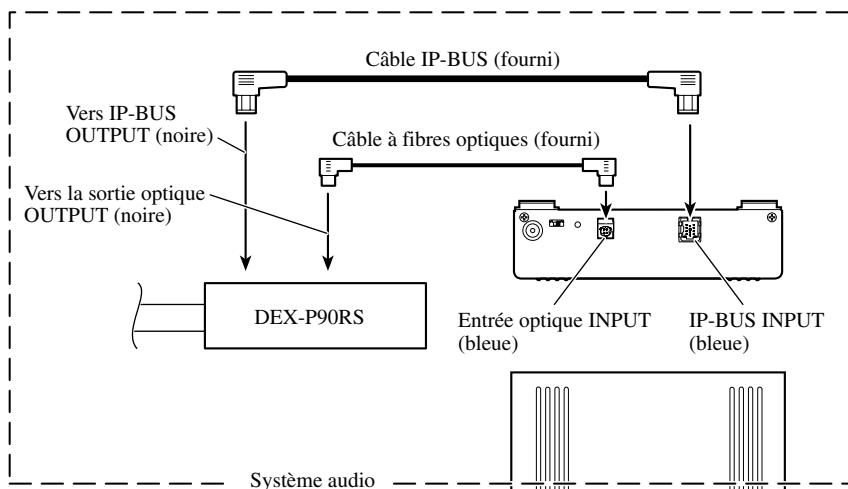 Câble IP-BUS (fourni)
Vers IP-BUS
OUTPUT (noire)
Câble à fibres optiques (fourni)
Vers la sortie optique
OUTPUT (noire)
DEX-P90RS
Entrée optique INPUT
(bleue)
IP-BUS INPUT
(bleue)
Système audio